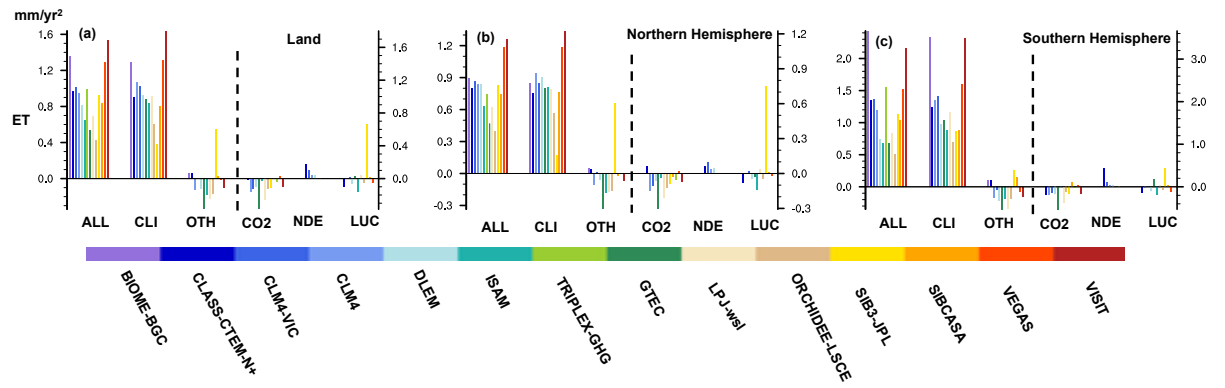 mm/yr²
(a)
Land
1.6
1.2
0.8
0.4
0.0
ET
1.6
1.2
0.8
0.4
0.0
ALL CLI OTH CO2 NDE LUC
(b)
Northern Hemisphere
1.2
0.9
0.6
0.3
0.0
-0.3
1.2
0.9
0.6
0.3
0.0
-0.3
ALL CLI OTH CO2 NDE LUC
(c)
Southern Hemisphere
2.0
1.5
1.0
0.5
0.0
3.0
2.0
1.0
0.0
ALL CLI OTH CO2 NDE LUC
BIOME-BGC
CLASS-CTEM-N+
CLM4-VIC
CLM4
DLEM
ISAM
TRIPLEX-GHG
GTEC
LPJ-wsl
ORCHIDEE-LSCE
SIB3-JPL
SIBCASA
VEGAS
VISIT